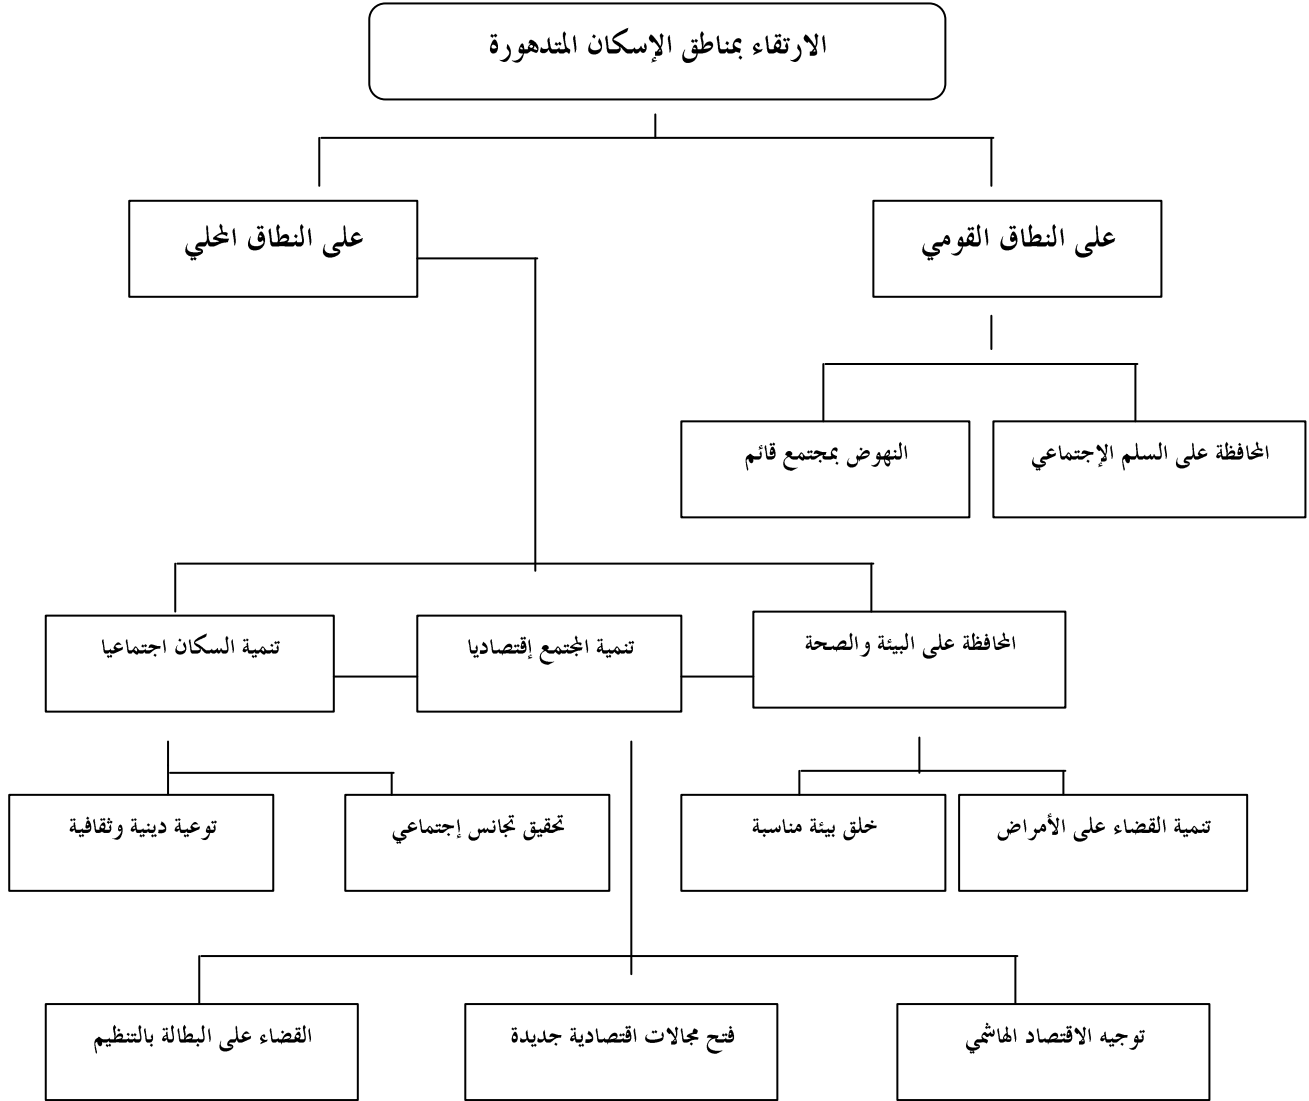 الارتقاء بمناطق الإسكان المتدهورة
على النطاق القومي
على النطاق المحلي
المحافظة على السلم الإجتماعي
النهوض بمجتمع قائم
المحافظة على البيئة والصحة
تنمية المجتمع إقتصاديا
تنمية السكان اجتماعيا
تنمية القضاء على الأمراض
خلق بيئة مناسبة
تحقيق تجانس إجتماعي
توعية دينية وثقافية
توجيه الاقتصاد الهاشمي
فتح مجالات اقتصادية جديدة
القضاء على البطالة بالتنظيم